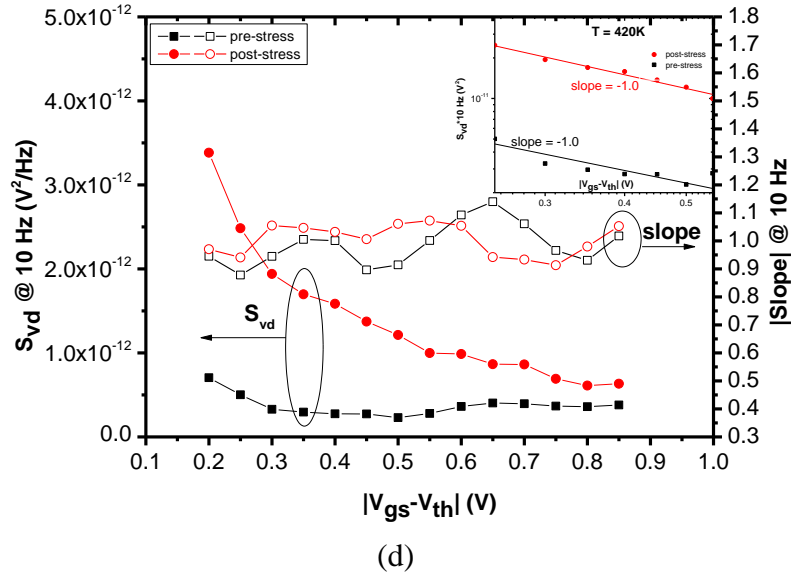 5.0x10⁻¹²
4.0x10⁻¹²
3.0x10⁻¹²
2.0x10⁻¹²
1.0x10⁻¹²
0.0
S_vd @ 10 Hz (V²/Hz)
pre-stress
post-stress
T = 420K
post-stress
pre-stress
slope = -1.0
slope = -1.0
S_vd*10 Hz (V²)
10⁻¹¹
0.3 0.4 0.5
|V_gs-V_th| (V)
S_vd
slope
1.8
1.7
1.6
1.5
1.4
1.3
1.2
1.1
1.0
0.9
0.8
0.7
0.6
0.5
0.4
0.3
|Slope| @ 10 Hz
0.1 0.2 0.3 0.4 0.5 0.6 0.7 0.8 0.9 1.0
|V_gs-V_th| (V)
(d)